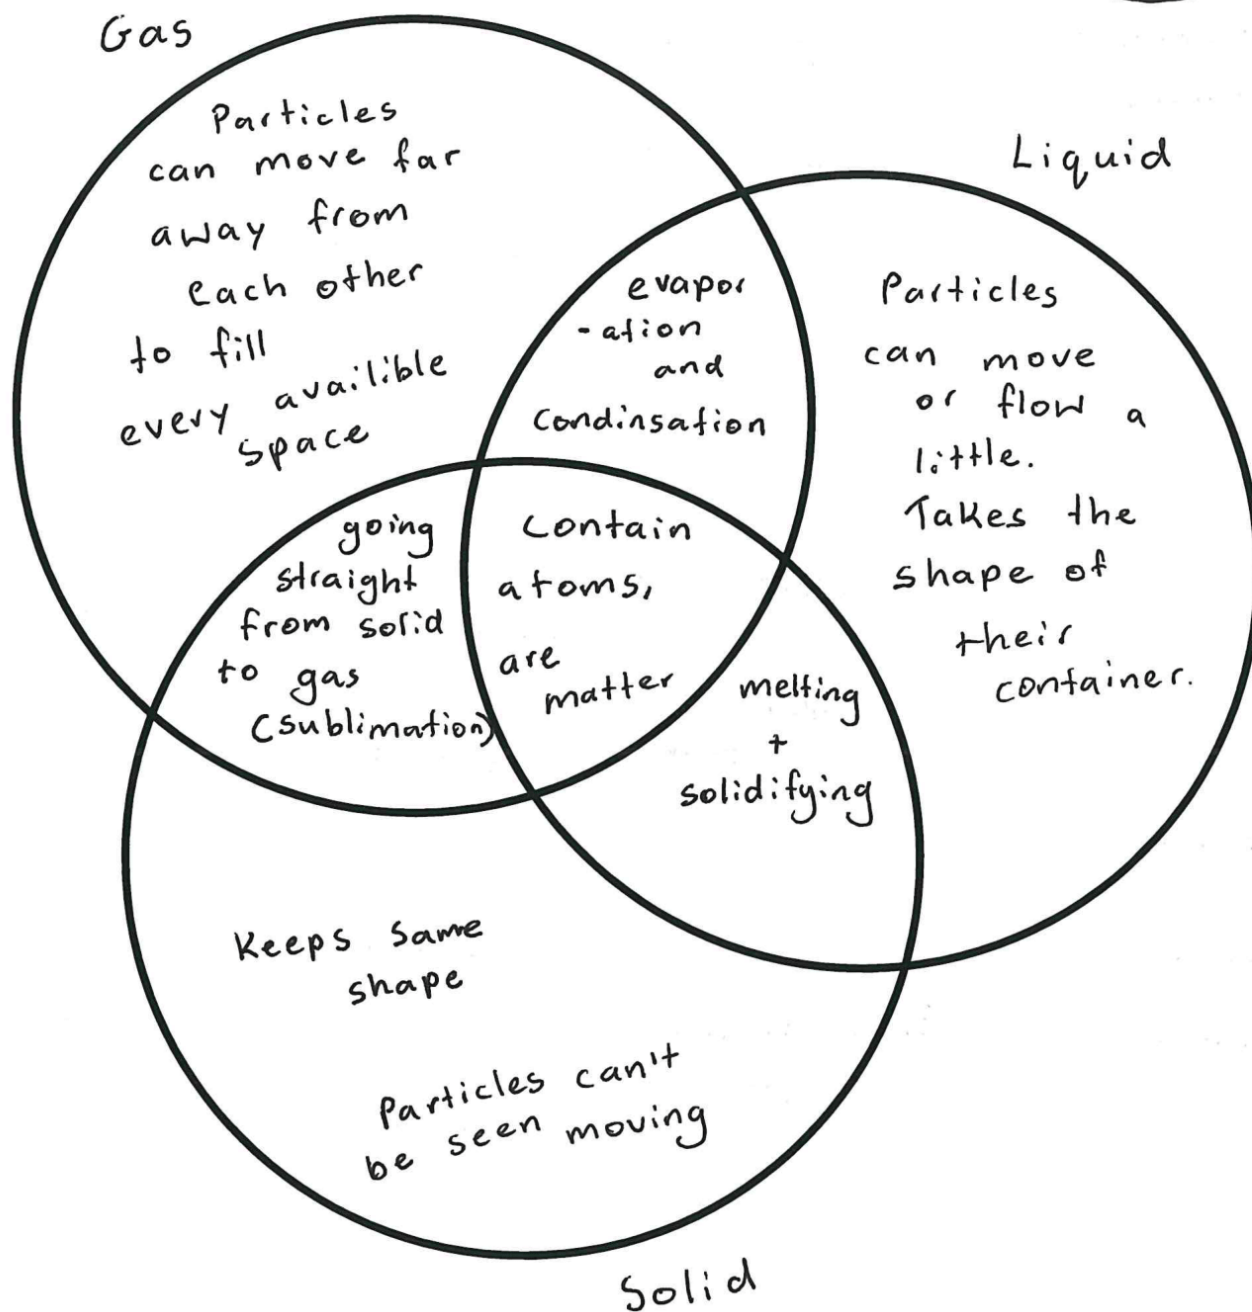 Gas
Particles
can move far
away from
each other
to fill
every availible
space
Liquid
evapor
-ation
and
condinsation
Particles
can move
or flow a
little.
Takes the
shape of
their
container.
going
straight
from solid
to gas
(sublimation)
contain
atoms,
are
matter
melting
+
solidifying
Keeps same
shape
Particles can't
be seen moving
Solid